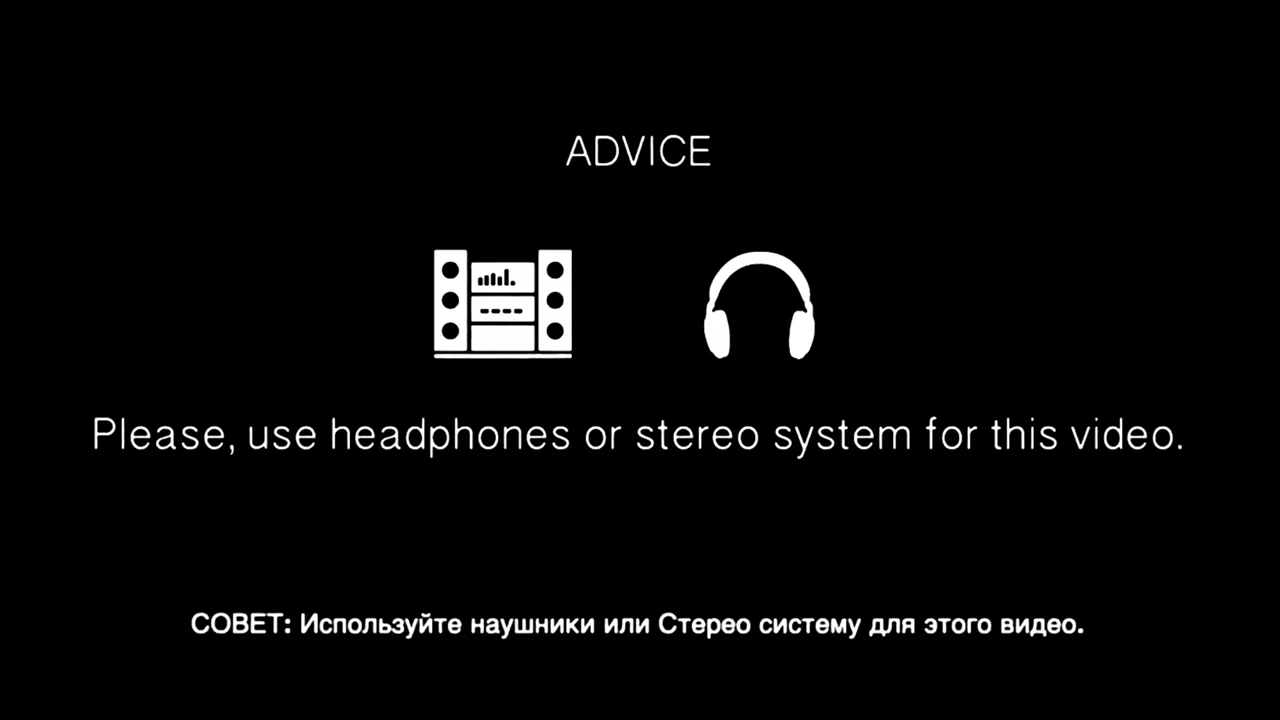 ADVICE
Please, use headphones or stereo system for this video.
СОВЕТ: Используйте наушники или Стерео систему для этого видео.